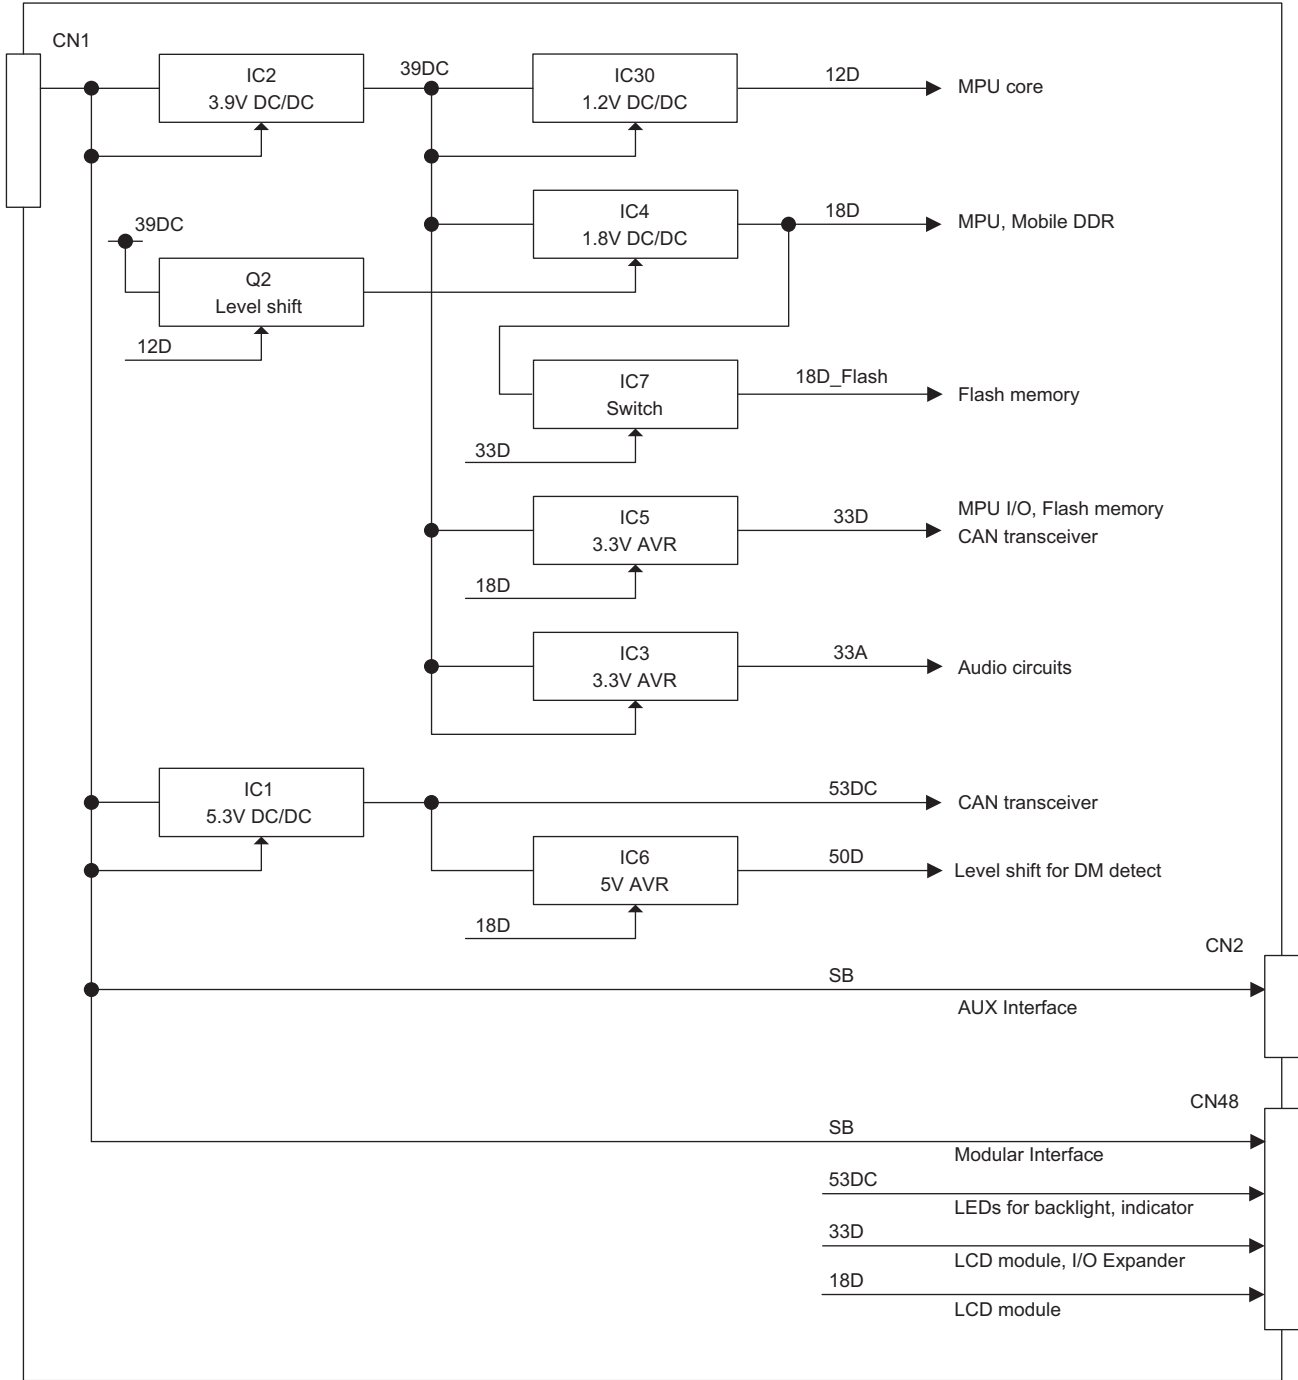 CN1
IC2
3.9V DC/DC
39DC
IC30
1.2V DC/DC
12D
MPU core
39DC
IC4
1.8V DC/DC
18D
MPU, Mobile DDR
Q2
Level shift
12D
IC7
Switch
18D_Flash
Flash memory
33D
IC5
3.3V AVR
33D
MPU I/O, Flash memory
CAN transceiver
18D
IC3
3.3V AVR
33A
Audio circuits
IC1
5.3V DC/DC
53DC
CAN transceiver
IC6
5V AVR
50D
Level shift for DM detect
18D
CN2
SB
AUX Interface
CN48
SB
Modular Interface
53DC
LEDs for backlight, indicator
33D
LCD module, I/O Expander
18D
LCD module